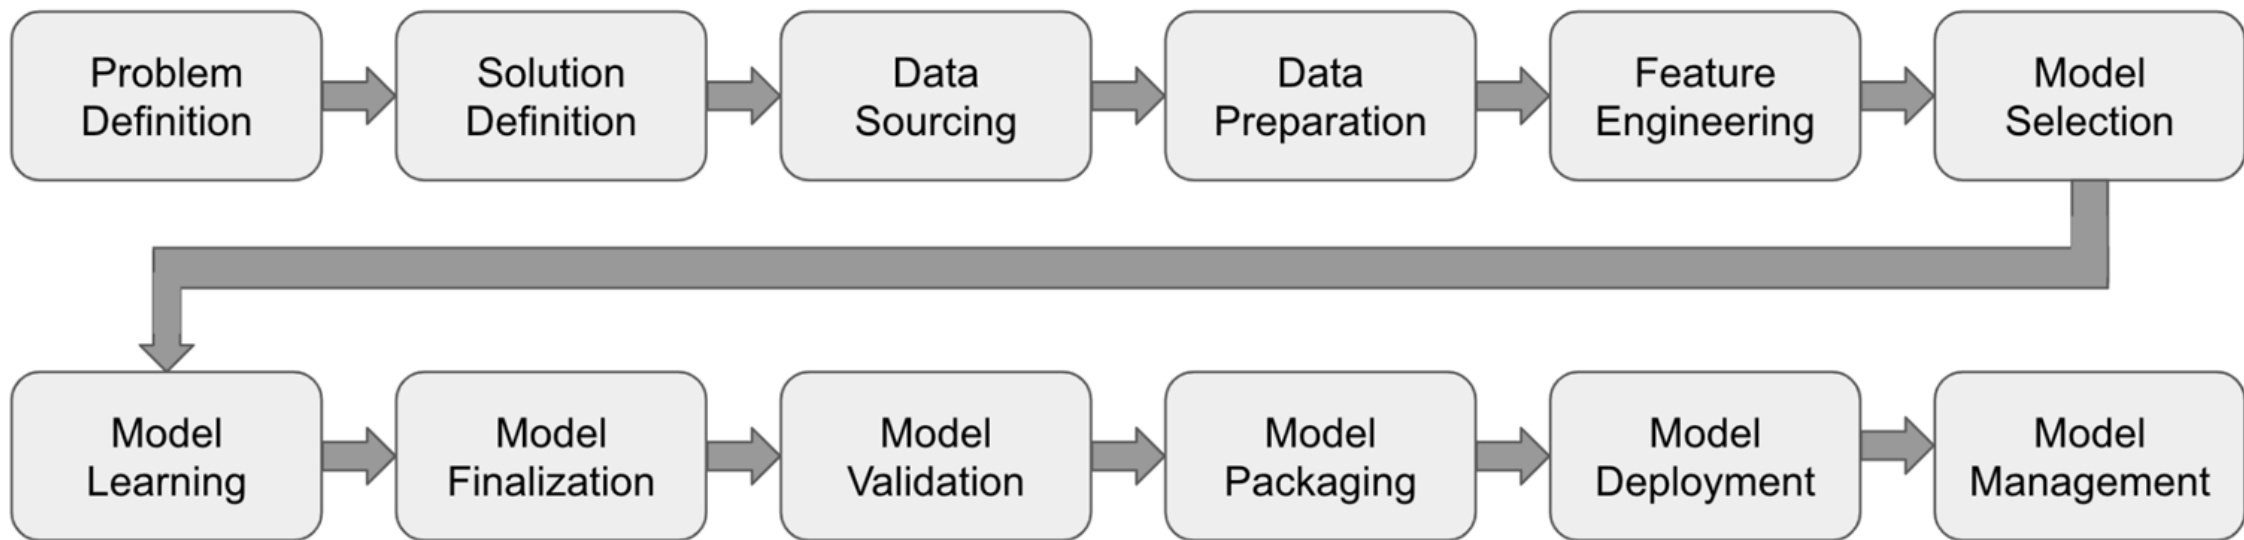 Problem
Definition
Solution
Definition
Data
Sourcing
Data
Preparation
Feature
Engineering
Model
Selection
Model
Learning
Model
Finalization
Model
Validation
Model
Packaging
Model
Deployment
Model
Management